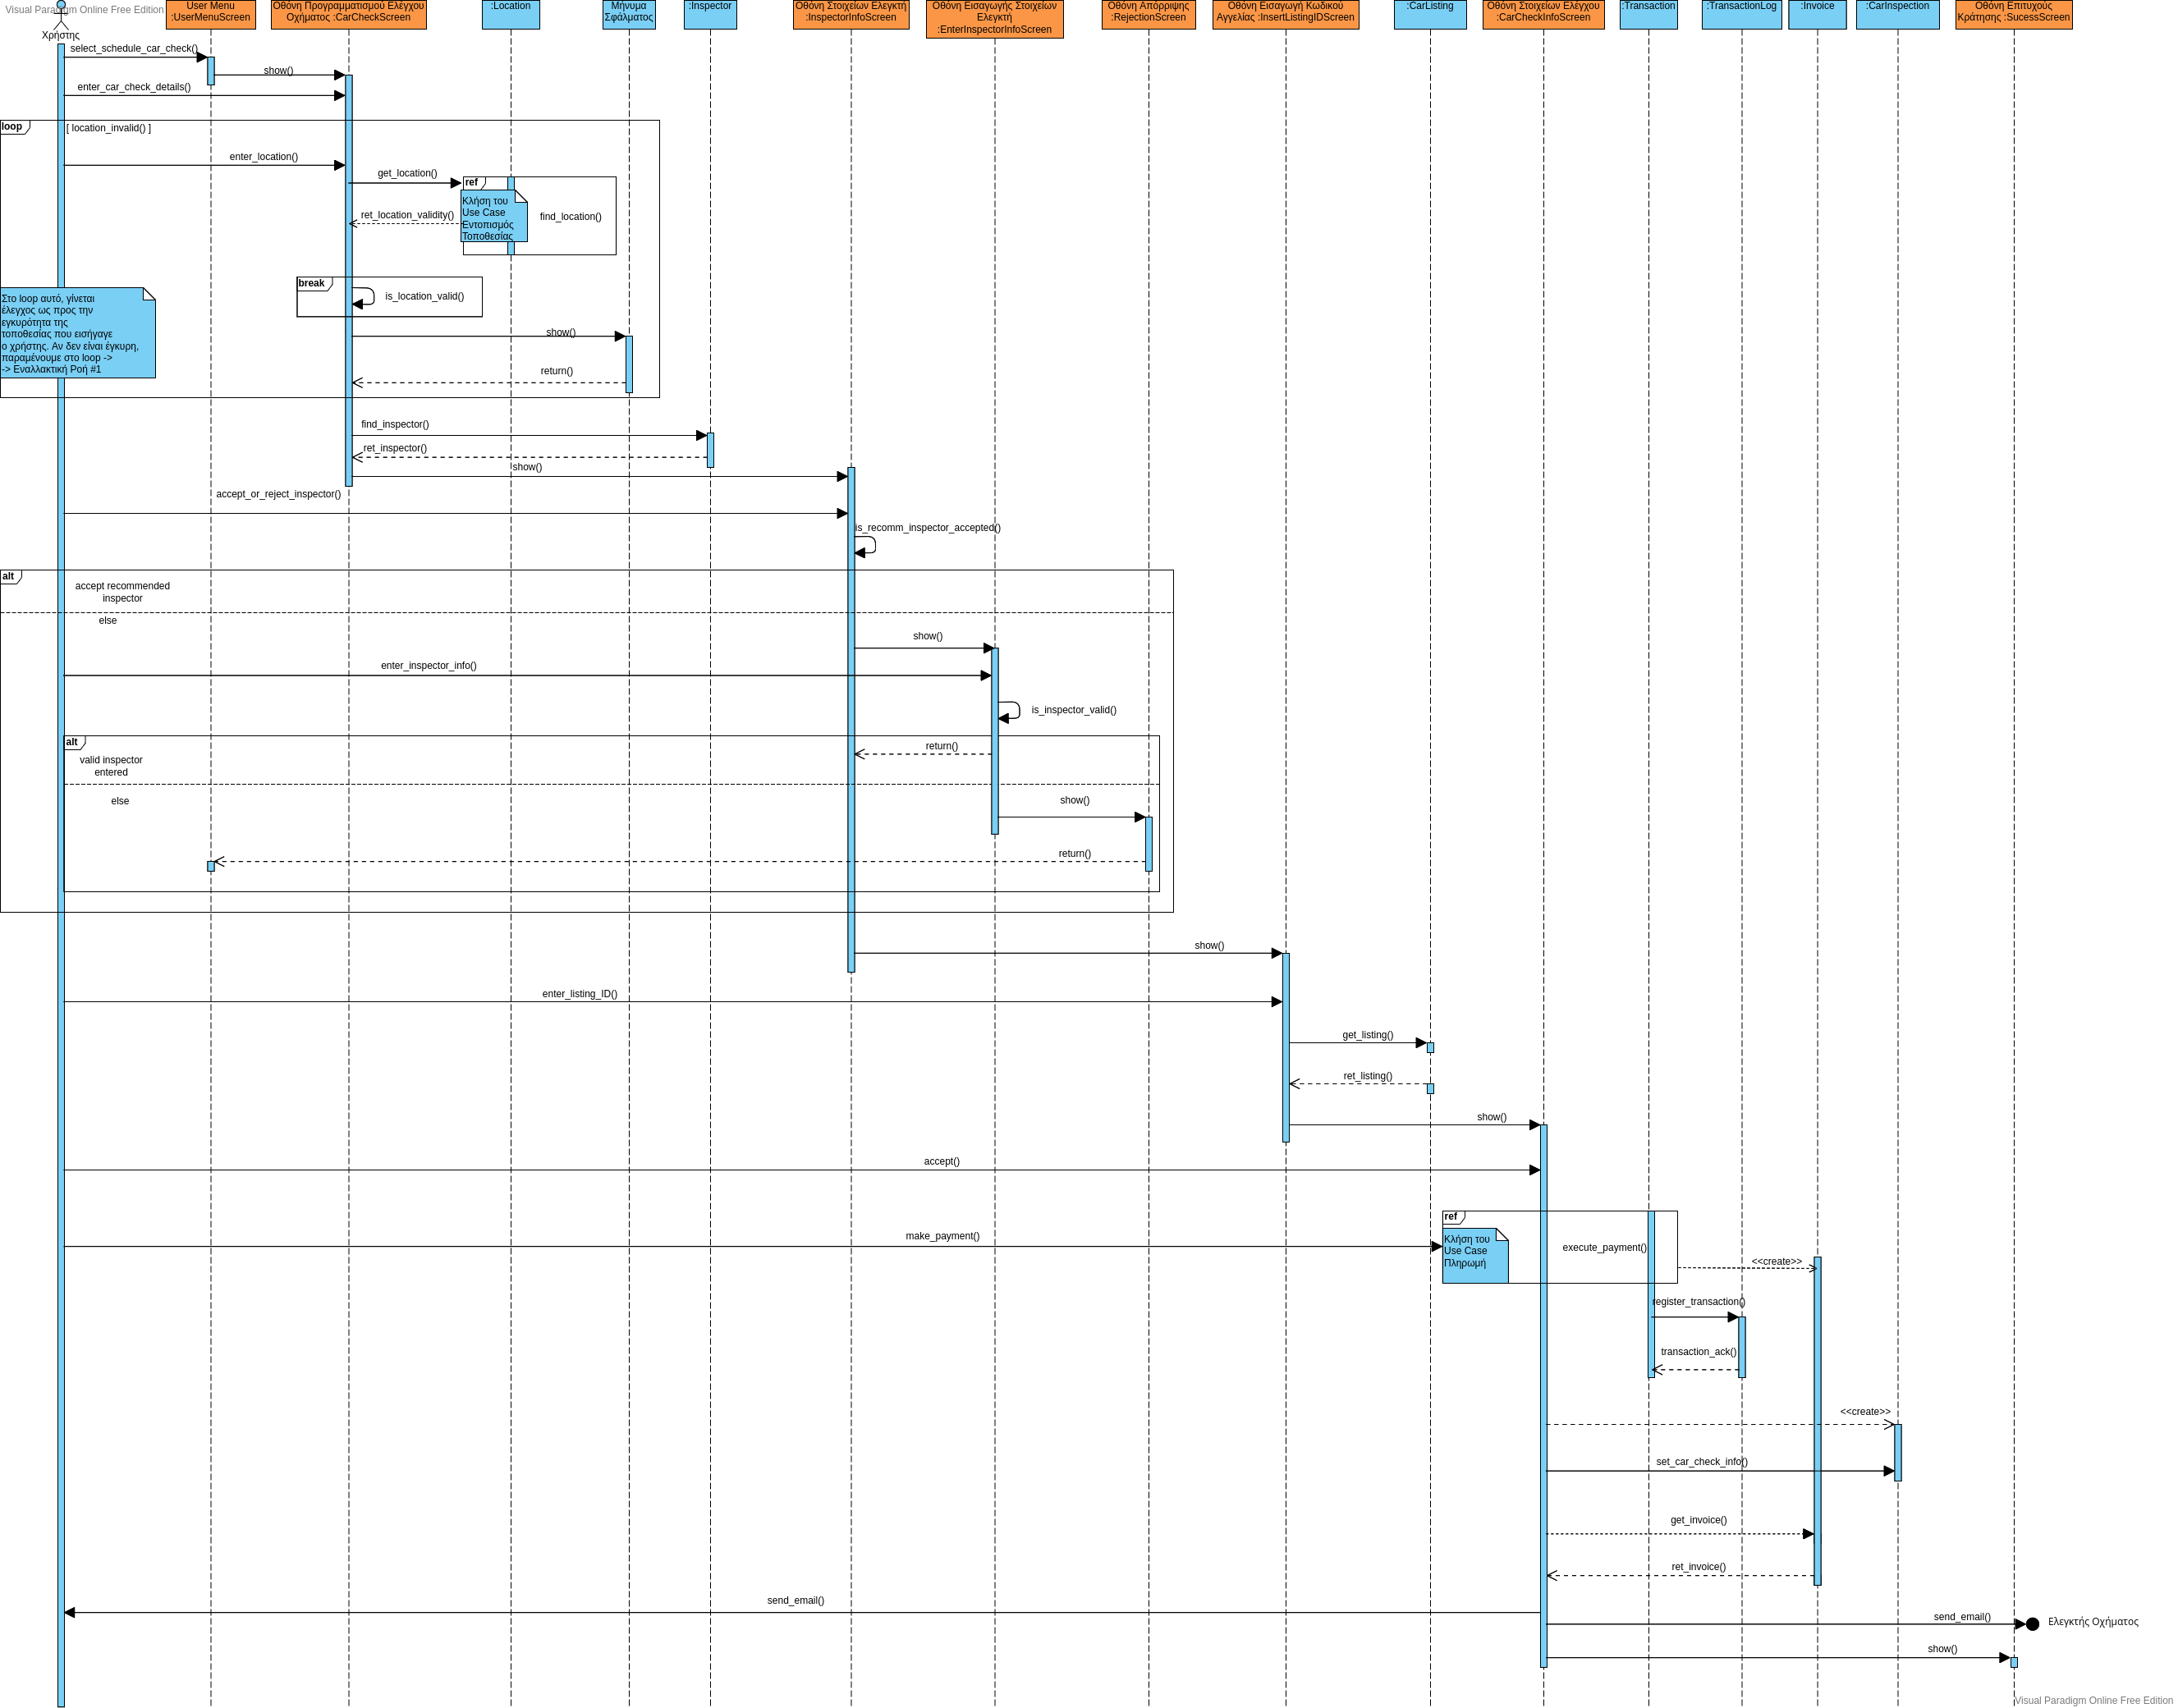 Visual Paradigm Online Free Edition
Χρήστης
User Menu
:UserMenuScreen
Οθόνη Προγραμματισμού Ελέγχου
Οχήματος :CarCheckScreen
:Location
Μήνυμα
Σφάλματος
:Inspector
Οθόνη Στοιχείων Ελεγκτή
:InspectorInfoScreen
Οθόνη Εισαγωγής Στοιχείων
Ελεγκτή
:EnterInspectorInfoScreen
Οθόνη Απόρριψης
:RejectionScreen
Οθόνη Εισαγωγή Κωδικού
Αγγελίας :InsertListingIDScreen
:CarListing
Οθόνη Στοιχείων Ελέγχου
:CarCheckInfoScreen
:Transaction
:TransactionLog
:Invoice
:CarInspection
Οθόνη Επιτυχούς
Κράτησης :SucessScreen
select_schedule_car_check()
show()
enter_car_check_details()
loop
[ location_invalid() ]
enter_location()
get_location()
ref
Κλήση του
Use Case
Εντοπισμός
Τοποθεσίας
find_location()
ret_location_validity()
break
is_location_valid()
Στο loop αυτό, γίνεται
έλεγχος ως προς την
εγκυρότητα της
τοποθεσίας που εισήγαγε
ο χρήστης. Αν δεν είναι έγκυρη,
παραμένουμε στο loop ->
-> Εναλλακτική Ροή #1
show()
return()
find_inspector()
ret_inspector()
show()
accept_or_reject_inspector()
is_recomm_inspector_accepted()
alt
accept recommended
inspector
else
show()
enter_inspector_info()
is_inspector_valid()
alt
valid inspector
entered
return()
else
show()
return()
show()
enter_listing_ID()
get_listing()
ret_listing()
show()
accept()
ref
Κλήση του
Use Case
Πληρωμή
make_payment()
execute_payment()
<<create>>
register_transaction()
transaction_ack()
<<create>>
set_car_check_info()
get_invoice()
ret_invoice()
send_email()
send_email()
Ελεγκτής Οχήματος
show()
Visual Paradigm Online Free Edition